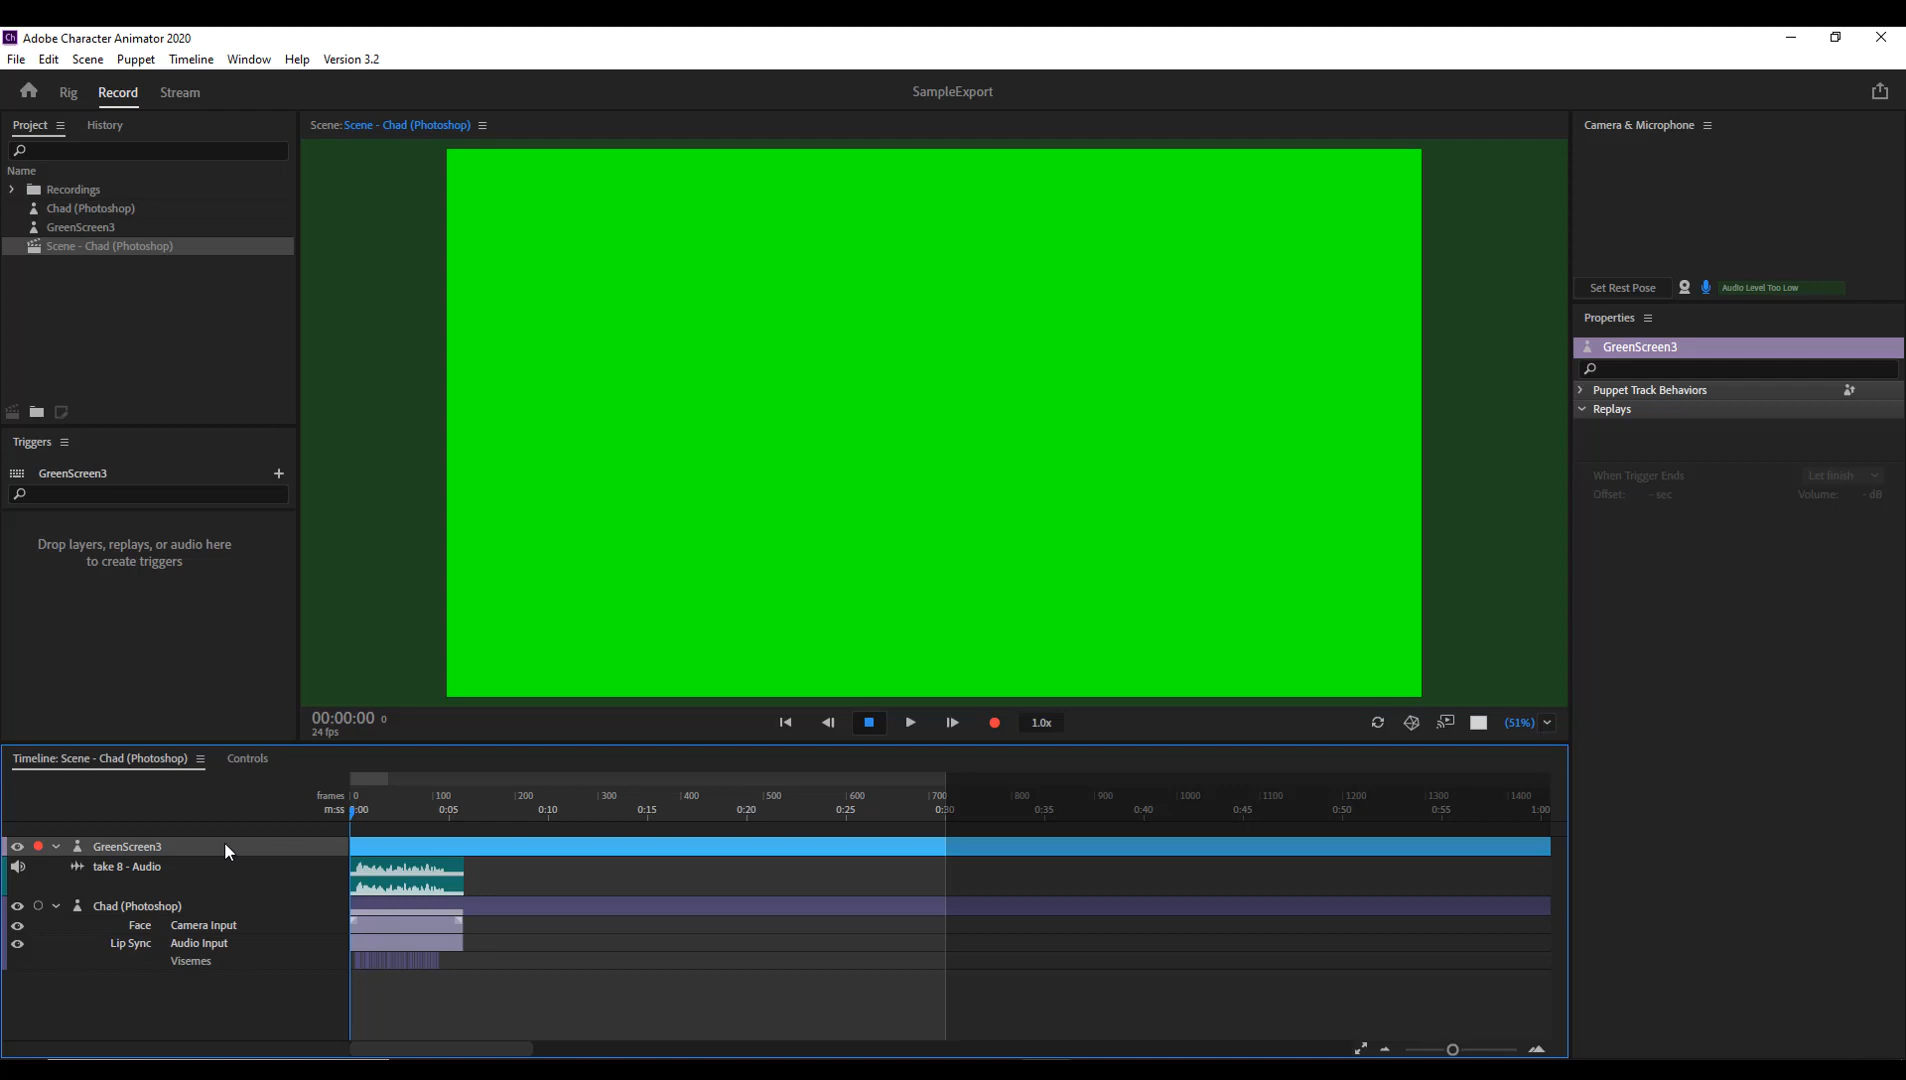 Ch Adobe Character Animator 2020
File Edit Scene Puppet Timeline Window Help Version 3.2
Rig Record Stream SampleExport
Project History
Name
Recordings
Chad (Photoshop)
GreenScreen3
Scene - Chad (Photoshop)
Triggers
GreenScreen3 +
Drop layers, replays, or audio here
to create triggers
Scene: Scene - Chad (Photoshop)
00:00:00 0
24 fps
1.0x
(51%)
Camera & Microphone
Set Rest Pose Audio Level Too Low
Properties
GreenScreen3
Puppet Track Behaviors
Replays
When Trigger Ends Let finish
Offset: - sec Volume: - dB
Timeline: Scene - Chad (Photoshop) Controls
frames 0 100 200 300 400 500 600 700 800 900 1000 1100 1200 1300 1400
m:ss 0:00 0:05 0:10 0:15 0:20 0:25 0:30 0:35 0:40 0:45 0:50 0:55 1:00
GreenScreen3
take 8 - Audio
Chad (Photoshop)
Face Camera Input
Lip Sync Audio Input
Visemes